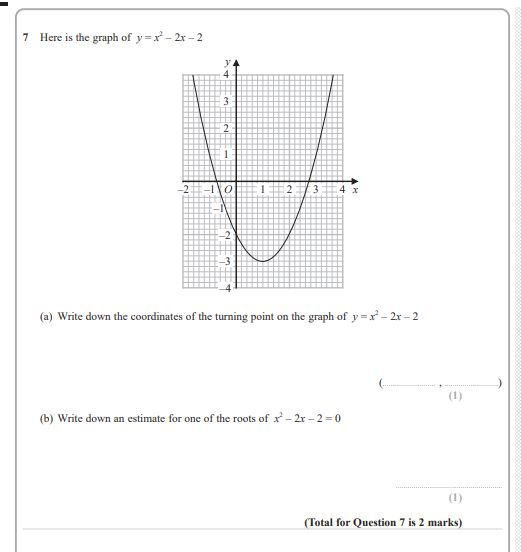 7 Here is the graph of y = x² – 2x – 2
y
4
3
2
1
–2 –1 O 1 2 3 4 x
–1
–2
–3
–4
(a) Write down the coordinates of the turning point on the graph of y = x² – 2x – 2
(.................... , ....................)
(1)
(b) Write down an estimate for one of the roots of x² – 2x – 2 = 0
....................
(1)
(Total for Question 7 is 2 marks)